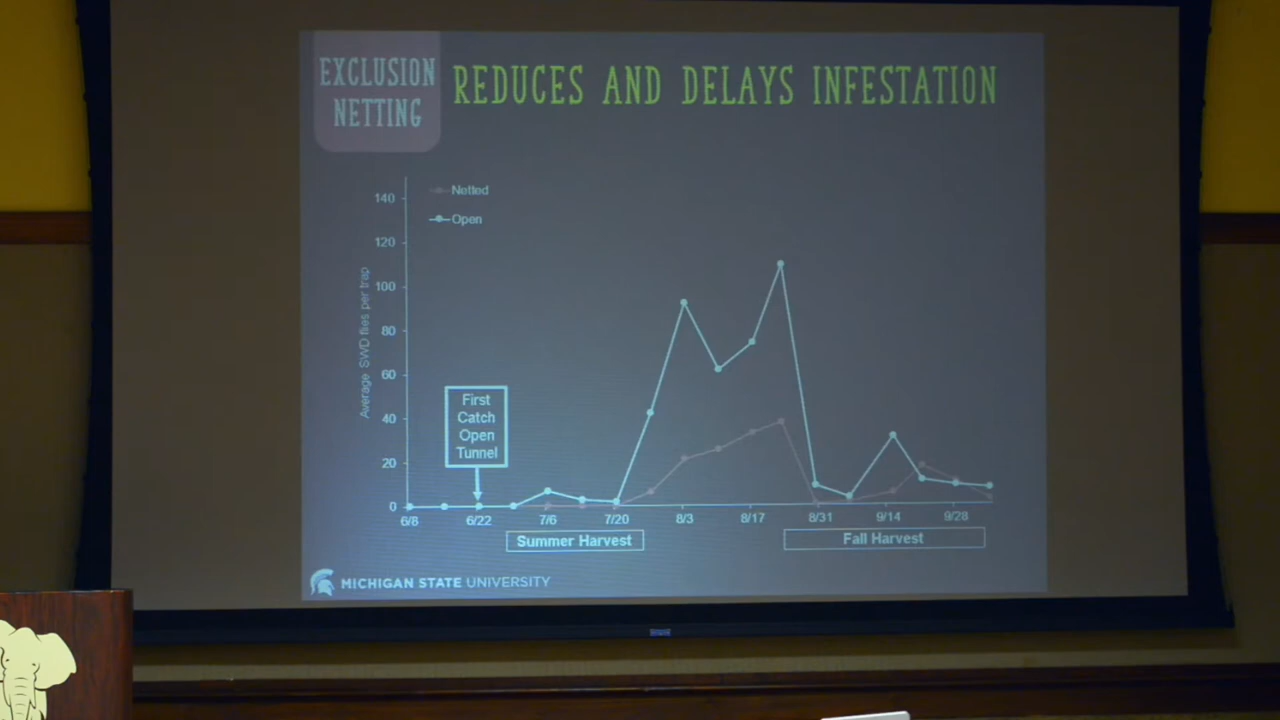 EXCLUSION
NETTING
REDUCES AND DELAYS INFESTATION
Netted
Open
Average SWD flies per trap
140
120
100
80
60
40
20
0
First
Catch
Open
Tunnel
6/8
6/22
7/6
7/20
8/3
8/17
8/31
9/14
9/28
Summer Harvest
Fall Harvest
MICHIGAN STATE UNIVERSITY